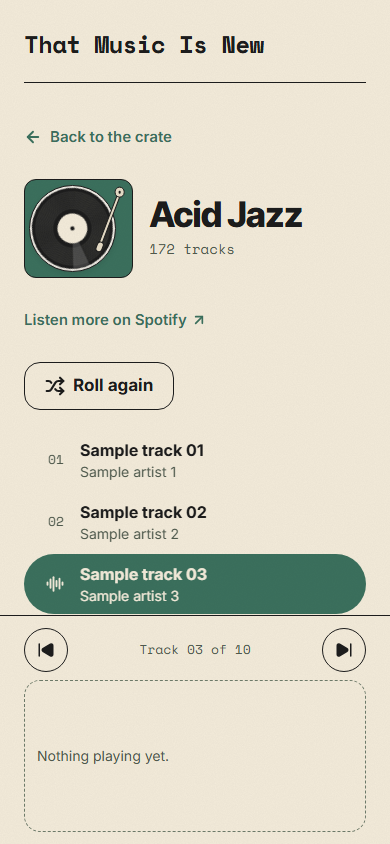 That Music Is New
Back to the crate
Acid Jazz
172 tracks
Listen more on Spotify
Roll again
01
Sample track 01
Sample artist 1
02
Sample track 02
Sample artist 2
Sample track 03
Sample artist 3
Track 03 of 10
Nothing playing yet.